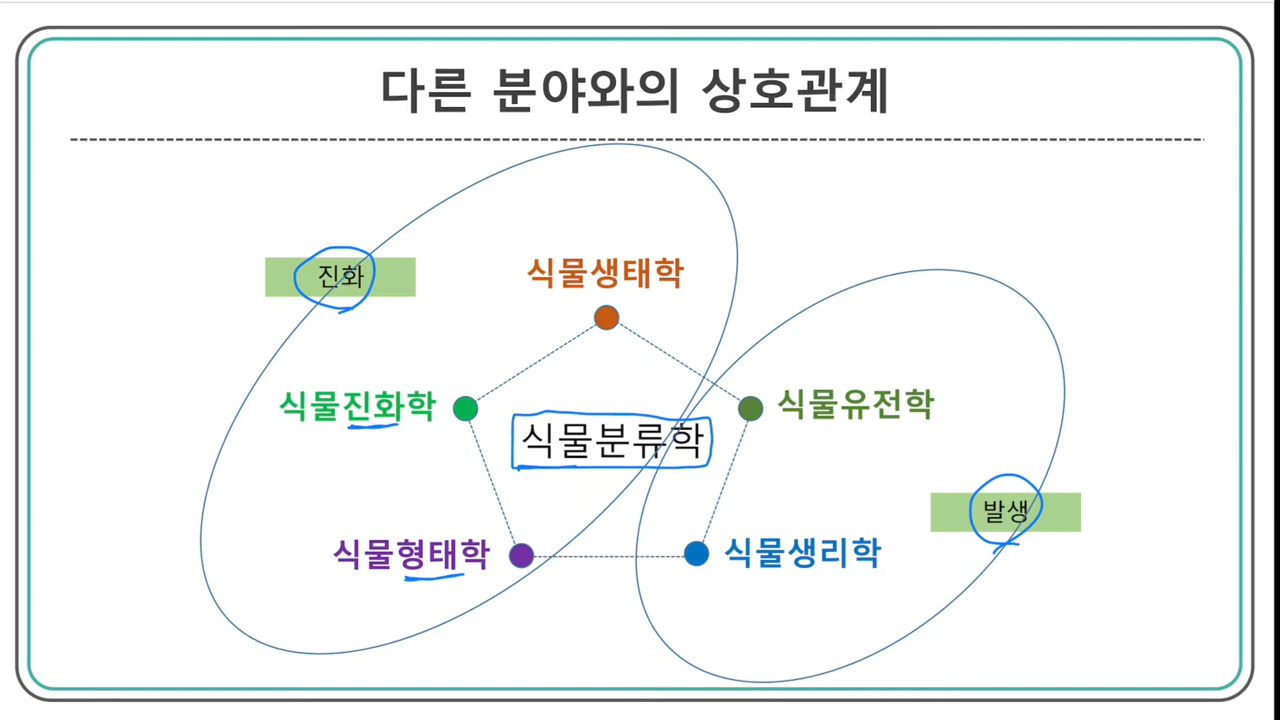 다른 분야와의 상호관계
진화
식물생태학
식물진화학
식물유전학
식물분류학
발생
식물형태학
식물생리학